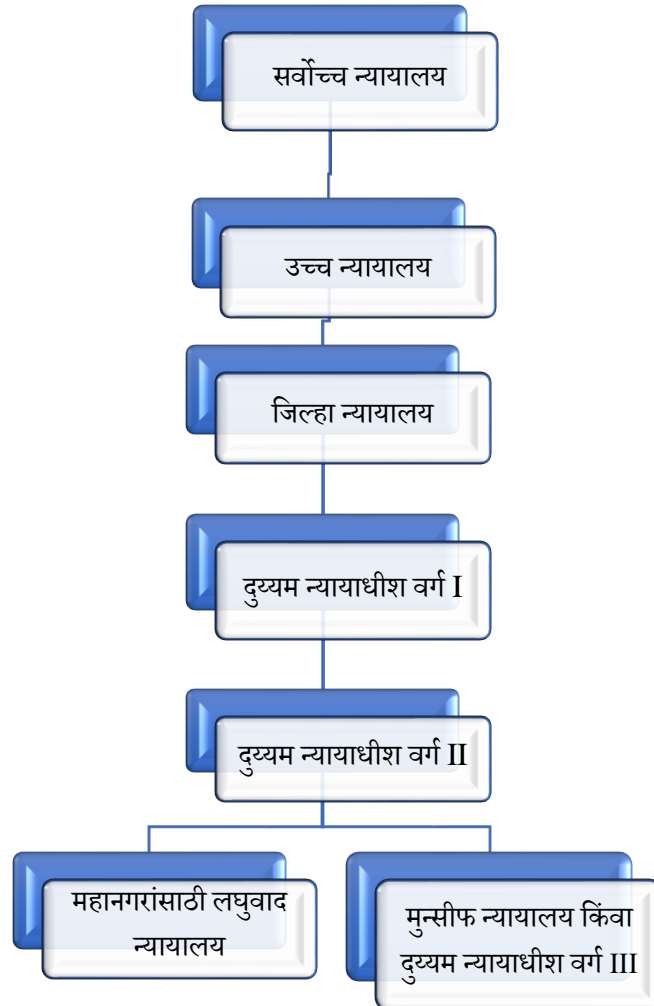 सर्वोच्च न्यायालय
उच्च न्यायालय
जिल्हा न्यायालय
दुय्यम न्यायाधीश वर्ग I
दुय्यम न्यायाधीश वर्ग II
महानगरांसाठी लघुवाद
न्यायालय
मुन्सीफ न्यायालय किंवा
दुय्यम न्यायाधीश वर्ग III